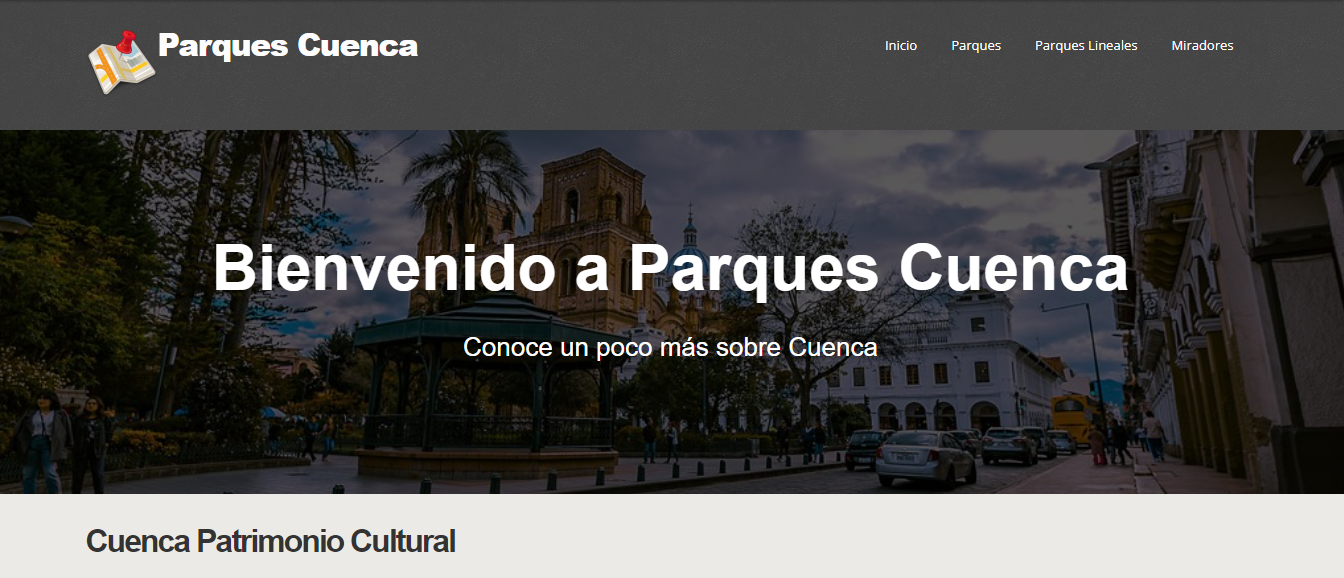 Parques Cuenca
Inicio
Parques
Parques Lineales
Miradores
Bienvenido a Parques Cuenca
Conoce un poco más sobre Cuenca
Cuenca Patrimonio Cultural